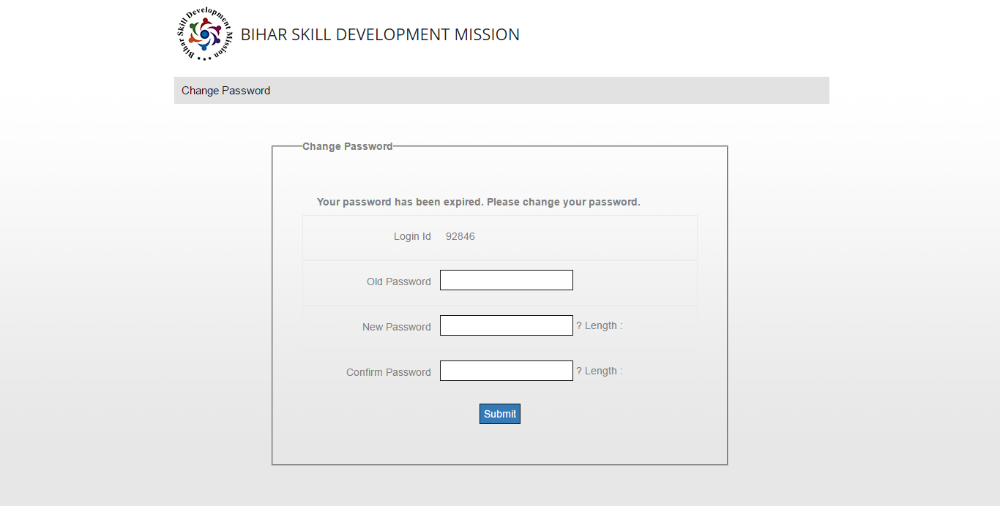 Bihar Skill Development Mission
BIHAR SKILL DEVELOPMENT MISSION
Change Password
Change Password
Your password has been expired. Please change your password.
Login Id 92846
Old Password
New Password ? Length :
Confirm Password ? Length :
Submit